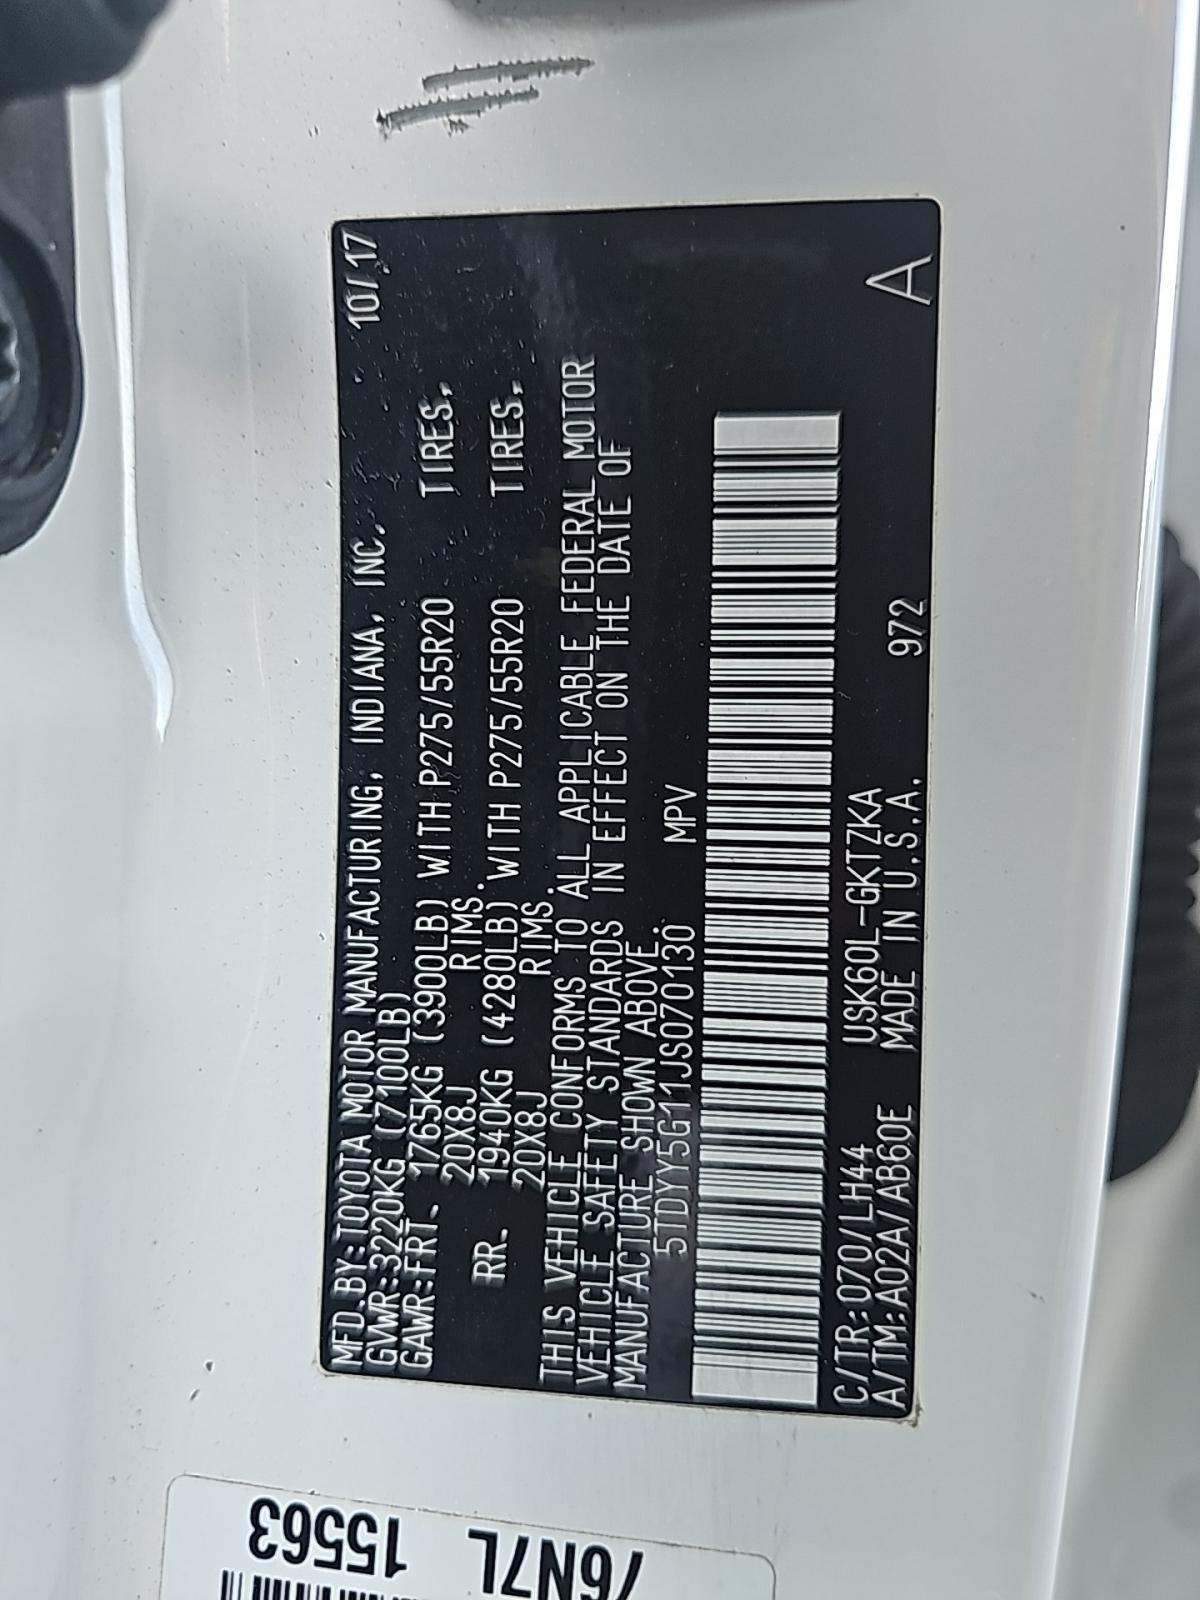 MFD.BY:TOYOTA MOTOR MANUFACTURING, INDIANA, INC. 10/17
GVWR:3220KG (7100LB)
GAWR:FRT. 1765KG (3900LB) WITH P275/55R20 TIRES,
20X8J RIMS.
RR. 1940KG (4280LB) WITH P275/55R20 TIRES,
20X8J RIMS.
THIS VEHICLE CONFORMS TO ALL APPLICABLE FEDERAL MOTOR
VEHICLE SAFETY STANDARDS IN EFFECT ON THE DATE OF
MANUFACTURE SHOWN ABOVE.
5TDYY5G11JS070130 MPV
C/TR:070/LH44 USK60L-GKTZKA
A/TM:A02A/AB60E MADE IN U.S.A. 972 A
76N7L
15563